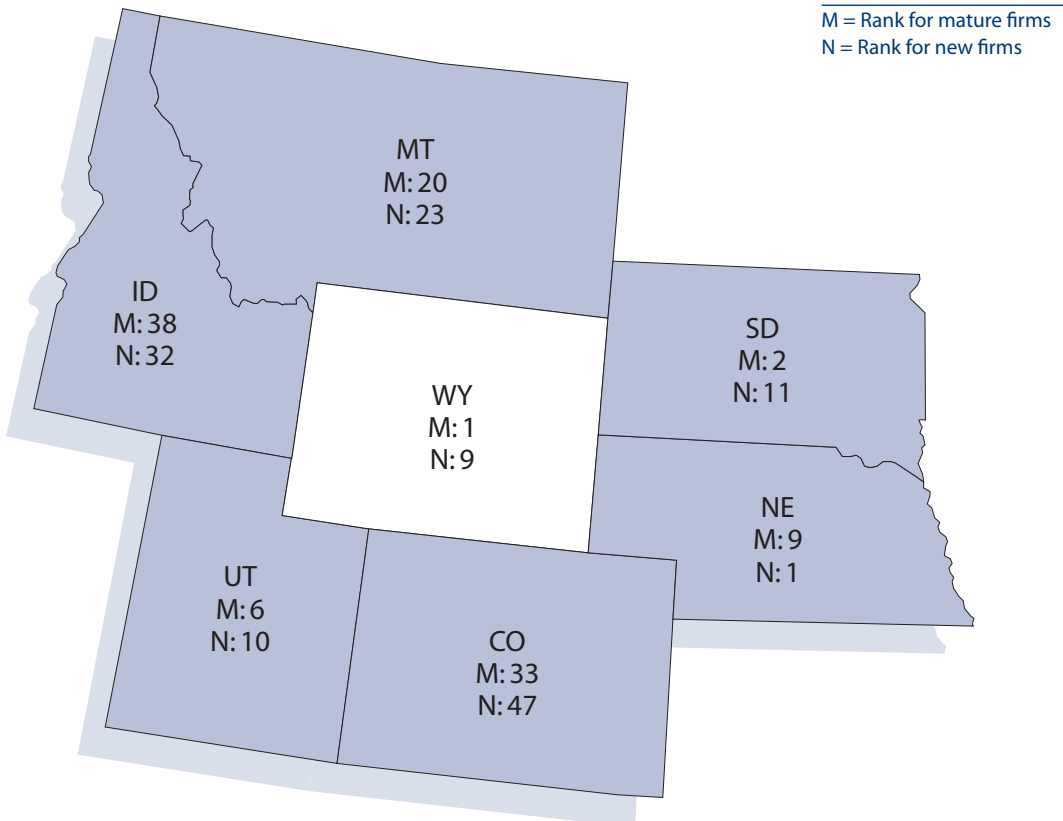 M = Rank for mature firms
N = Rank for new firms
MT
M: 20
N: 23
ID
M: 38
N: 32
WY
M: 1
N: 9
SD
M: 2
N: 11
NE
M: 9
N: 1
UT
M: 6
N: 10
CO
M: 33
N: 47